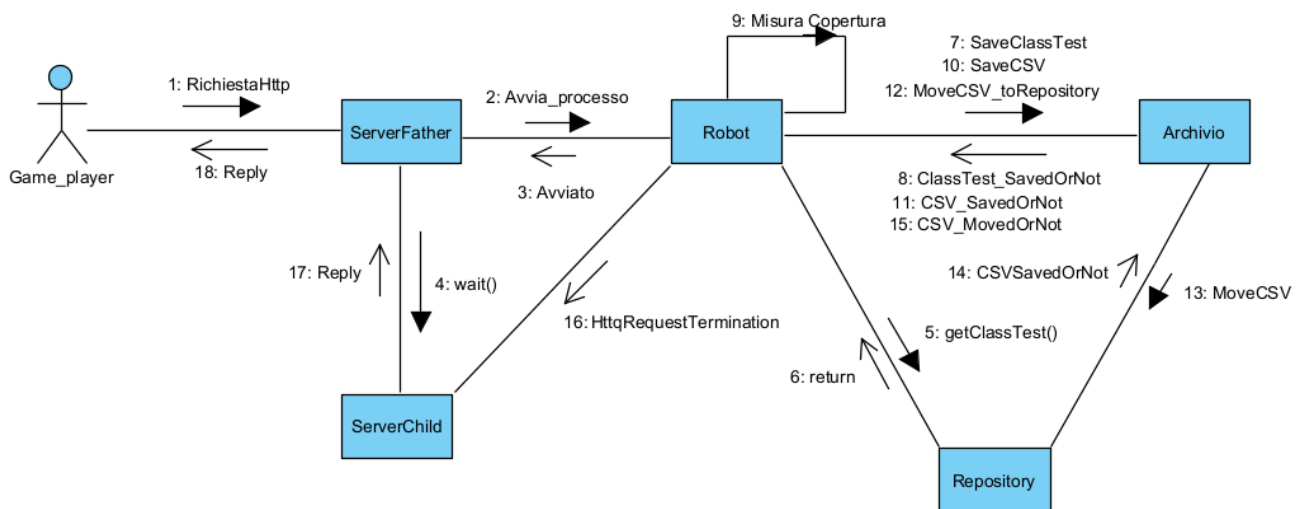 9: Misura Copertura
7: SaveClassTest
10: SaveCSV
12: MoveCSV_toRepository
1: RichiestaHttp
2: Avvia_processo
ServerFather
Robot
Archivio
Game_player
18: Reply
3: Avviato
8: ClassTest_SavedOrNot
11: CSV_SavedOrNot
15: CSV_MovedOrNot
17: Reply
4: wait()
14: CSVSavedOrNot
13: MoveCSV
16: HttqRequestTermination
5: getClassTest()
6: return
ServerChild
Repository